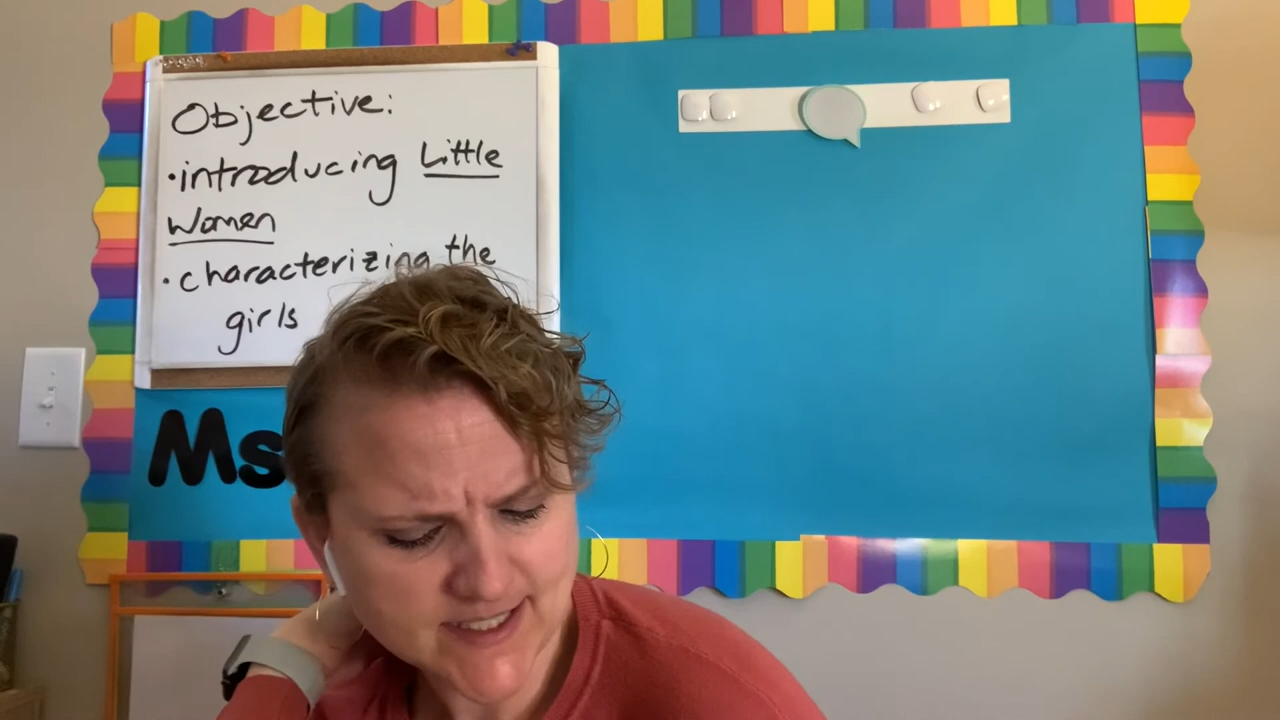 Objective:
·introducing Little
Women
·characterizing the
girls
Ms